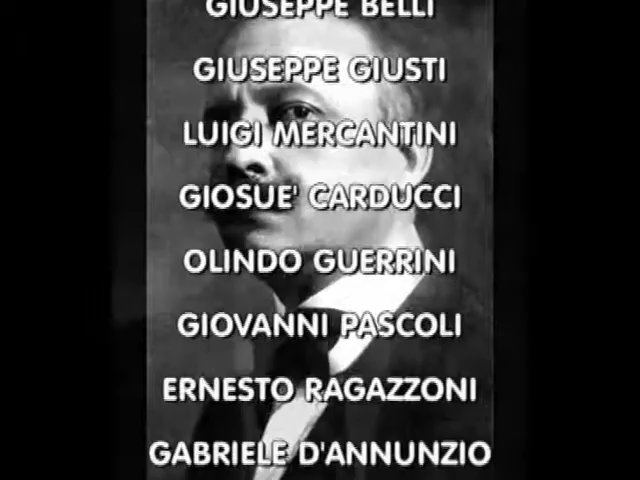 GIUSEPPE BELLI
GIUSEPPE GIUSTI
LUIGI MERCANTINI
GIOSUE' CARDUCCI
OLINDO GUERRINI
GIOVANNI PASCOLI
ERNESTO RAGAZZONI
GABRIELE D'ANNUNZIO